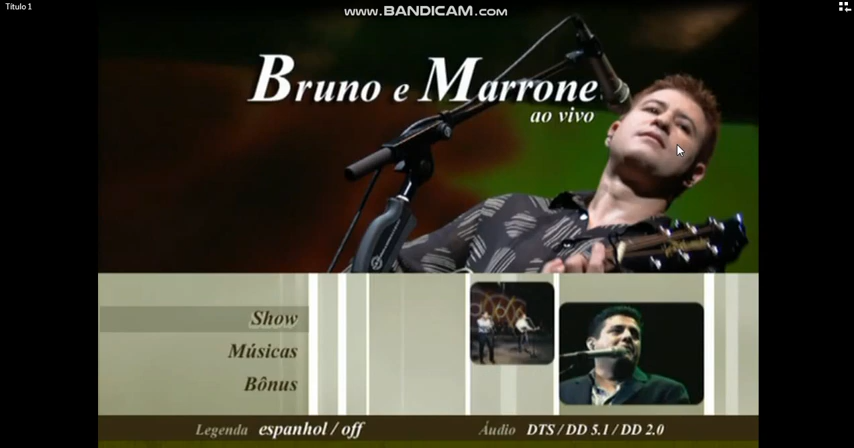 Título 1
www.BANDICAM.com
Bruno e Marrone
ao vivo
Show
Músicas
Bônus
Legenda espanhol / off
Áudio DTS / DD 5.1 / DD 2.0